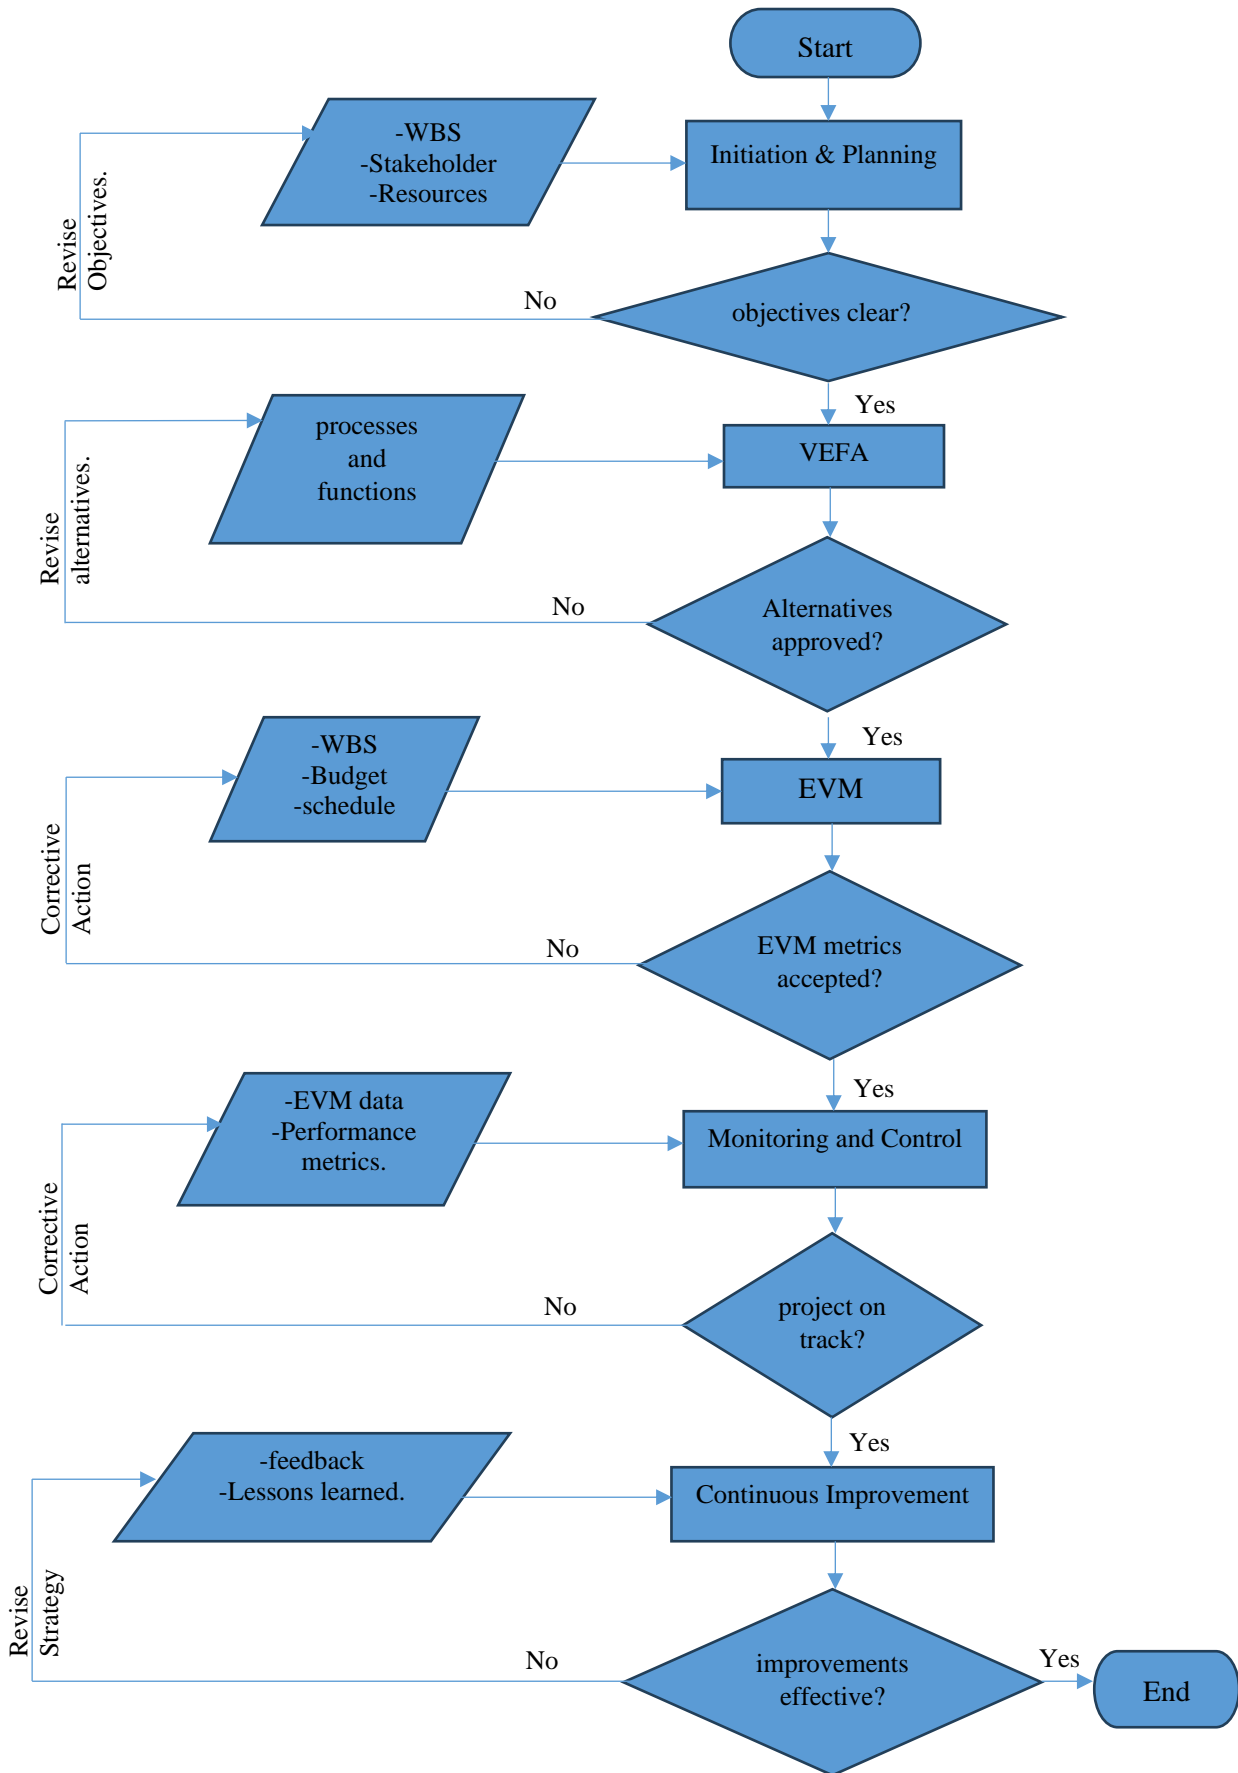 Start
-WBS
-Stakeholder
-Resources
Initiation & Planning
Revise
Objectives.
No
objectives clear?
Yes
processes
and
functions
VEFA
Revise
alternatives.
No
Alternatives
approved?
Yes
-WBS
-Budget
-schedule
EVM
Corrective
Action
No
EVM metrics
accepted?
Yes
-EVM data
-Performance
metrics.
Monitoring and Control
Corrective
Action
No
project on
track?
Yes
-feedback
-Lessons learned.
Continuous Improvement
Revise
Strategy
No
improvements
effective?
Yes
End